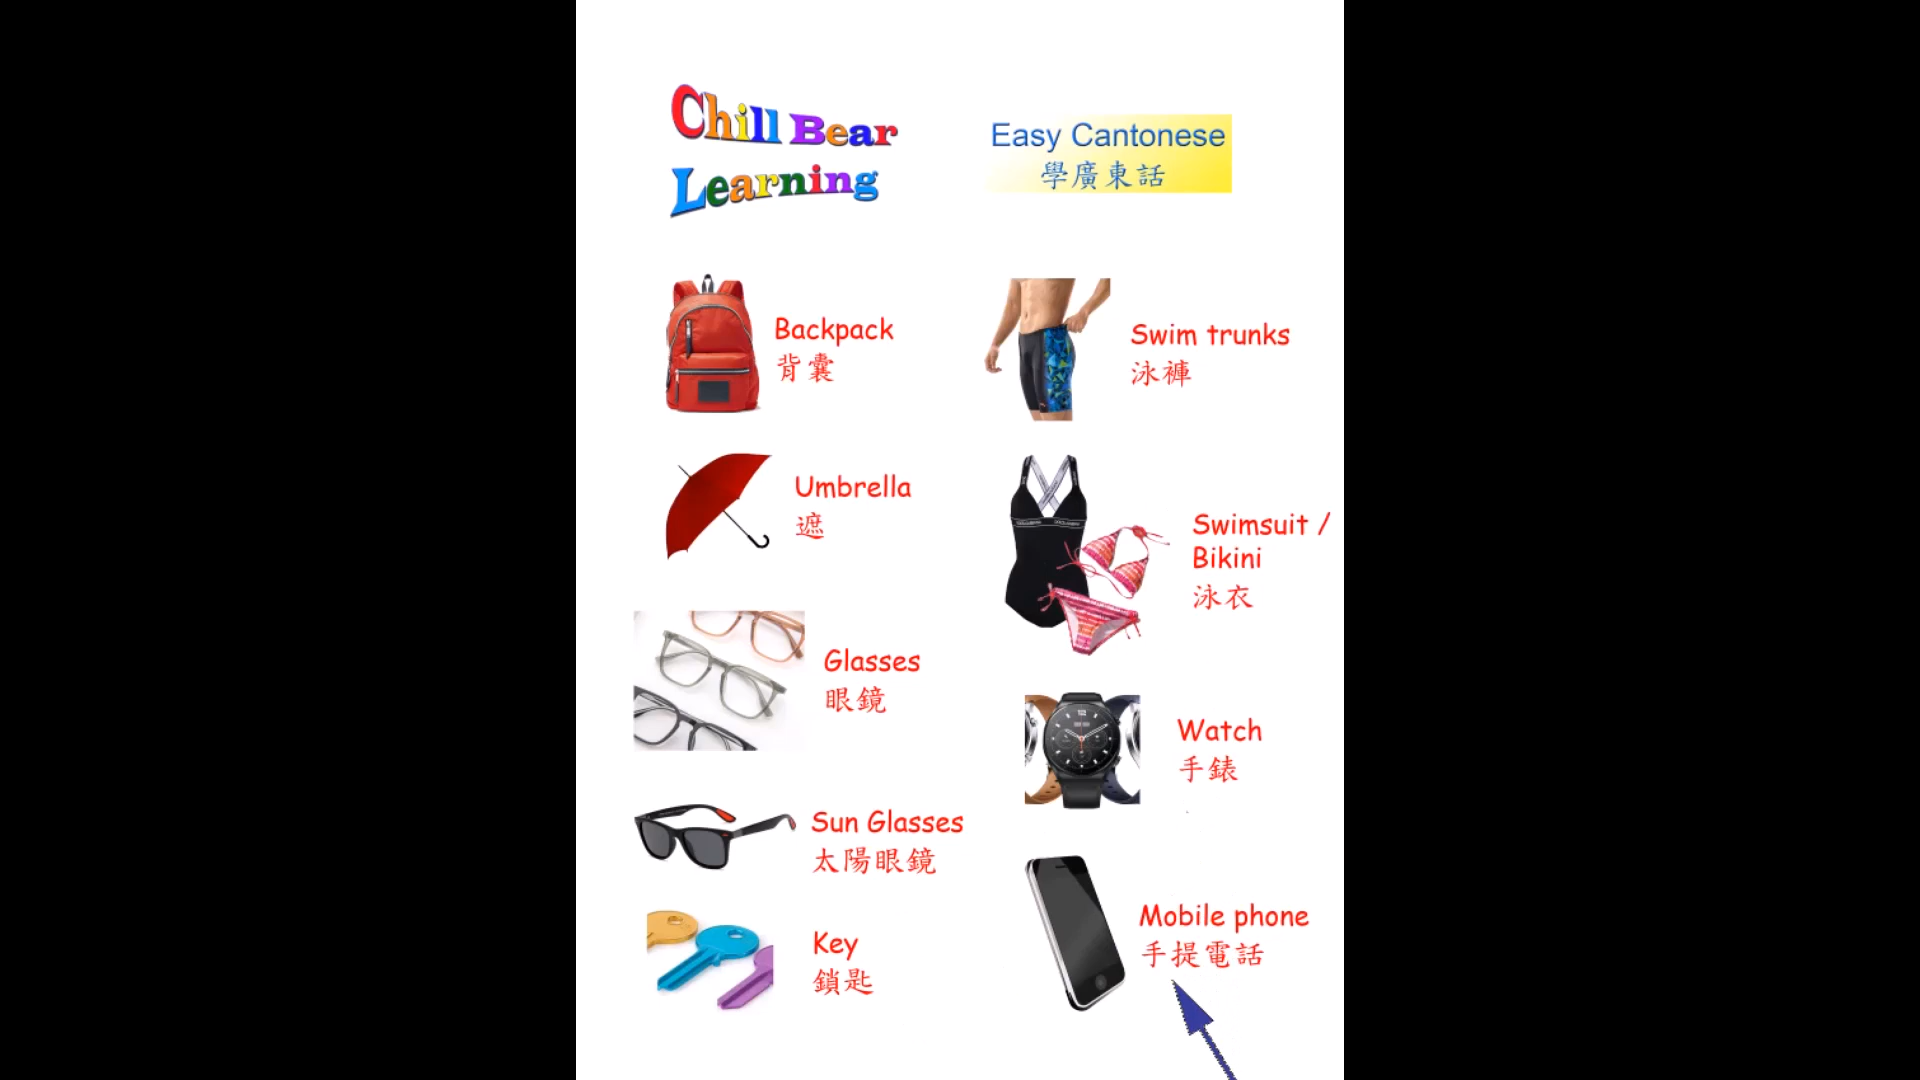 Chill Bear
Learning
Easy Cantonese
學廣東話
Backpack
背囊
Umbrella
遮
Glasses
眼鏡
Sun Glasses
太陽眼鏡
Key
鎖匙
Swim trunks
泳褲
Swimsuit /
Bikini
泳衣
Watch
手錶
Mobile phone
手提電話